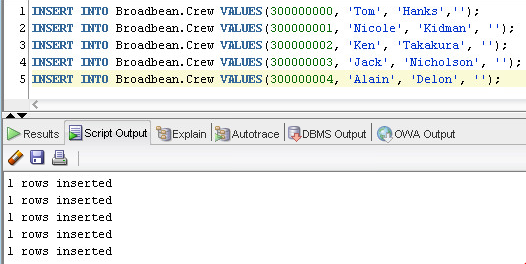 1 INSERT INTO Broadbean.Crew VALUES(300000000, 'Tom', 'Hanks','');
2 INSERT INTO Broadbean.Crew VALUES(300000001, 'Nicole', 'Kidman', '');
3 INSERT INTO Broadbean.Crew VALUES(300000002, 'Ken', 'Takakura', '');
4 INSERT INTO Broadbean.Crew VALUES(300000003, 'Jack', 'Nicholson', '');
5 INSERT INTO Broadbean.Crew VALUES(300000004, 'Alain', 'Delon', '');
Results Script Output Explain Autotrace DBMS Output OWA Output
1 rows inserted
1 rows inserted
1 rows inserted
1 rows inserted
1 rows inserted